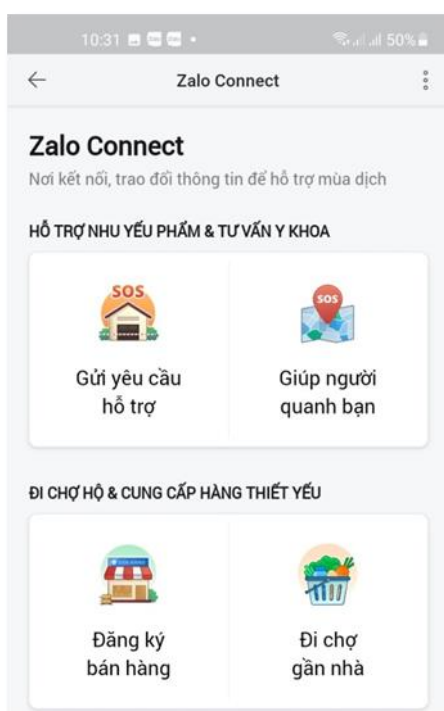 10:31
50%
Zalo Connect
Zalo Connect
Nơi kết nối, trao đổi thông tin để hỗ trợ mùa dịch
HỖ TRỢ NHU YẾU PHẨM & TƯ VẤN Y KHOA
SOS
SOS
Gửi yêu cầu
hỗ trợ
Giúp người
quanh bạn
ĐI CHỢ HỘ & CUNG CẤP HÀNG THIẾT YẾU
Đăng ký
bán hàng
Đi chợ
gần nhà